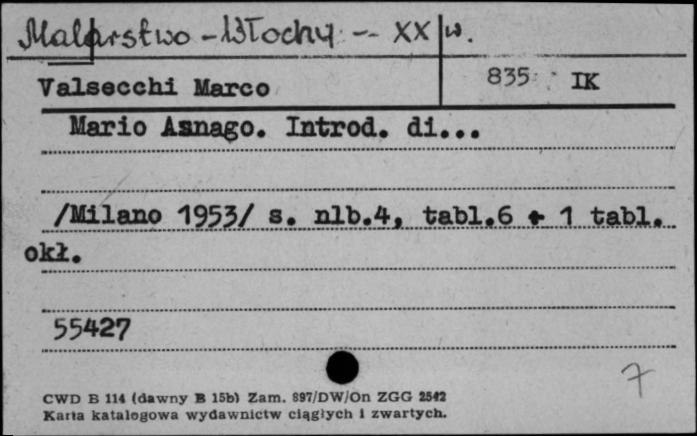 Malarstwo - Włochy - XX w.
Valsecchi Marco 835 IK
Mario Asnago. Introd. di...
/Milano 1953/ s. nlb.4, tabl.6 + 1 tabl.
okł.
55427
7
CWD B 114 (dawny B 15b) Zam. 897/DW/On ZGG 2542
Karta katalogowa wydawnictw ciągłych i zwartych.